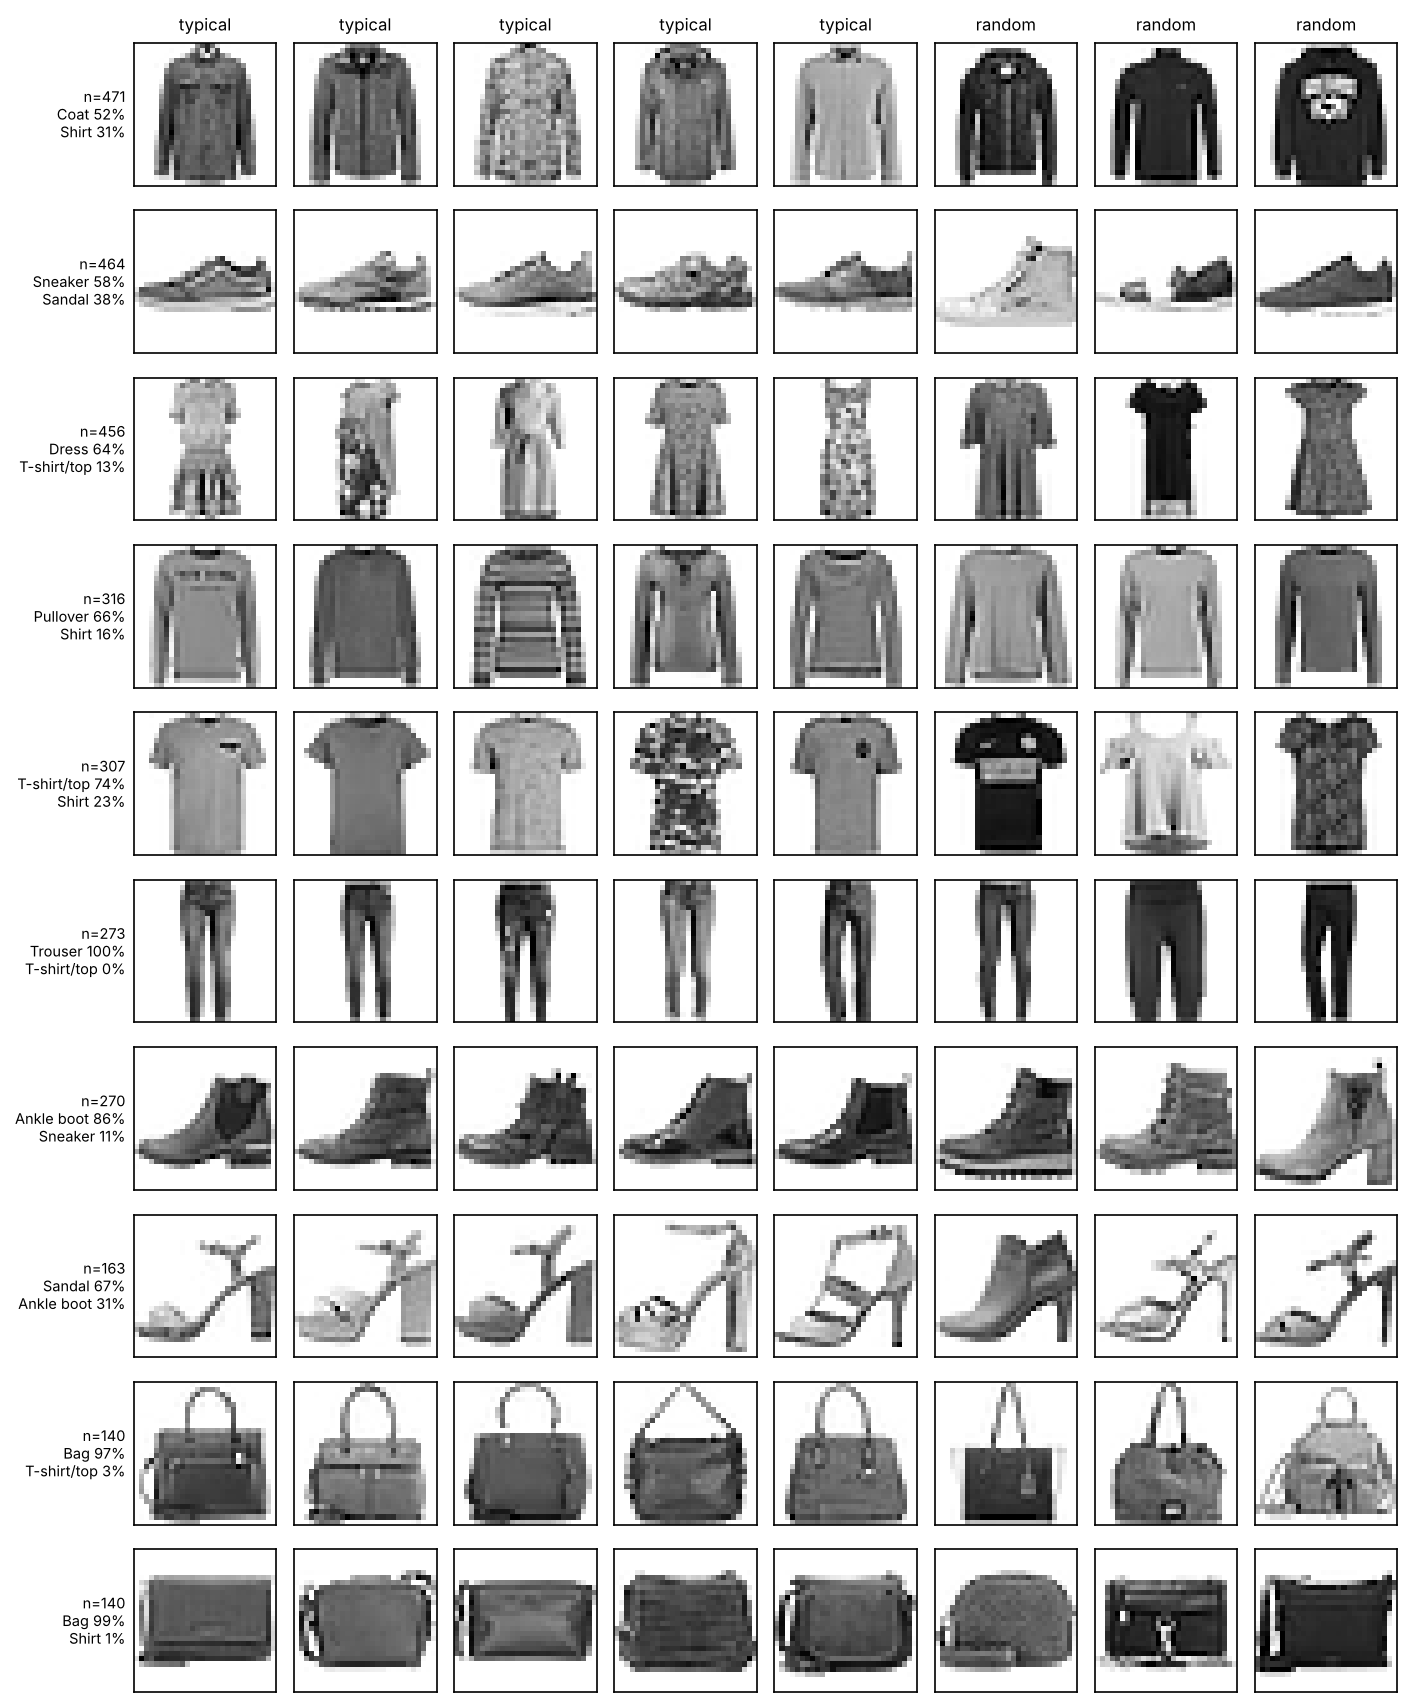 typical typical typical typical typical random random random
n=471
Coat 52%
Shirt 31%
n=464
Sneaker 58%
Sandal 38%
n=456
Dress 64%
T-shirt/top 13%
n=316
Pullover 66%
Shirt 16%
n=307
T-shirt/top 74%
Shirt 23%
n=273
Trouser 100%
T-shirt/top 0%
n=270
Ankle boot 86%
Sneaker 11%
n=163
Sandal 67%
Ankle boot 31%
n=140
Bag 97%
T-shirt/top 3%
n=140
Bag 99%
Shirt 1%